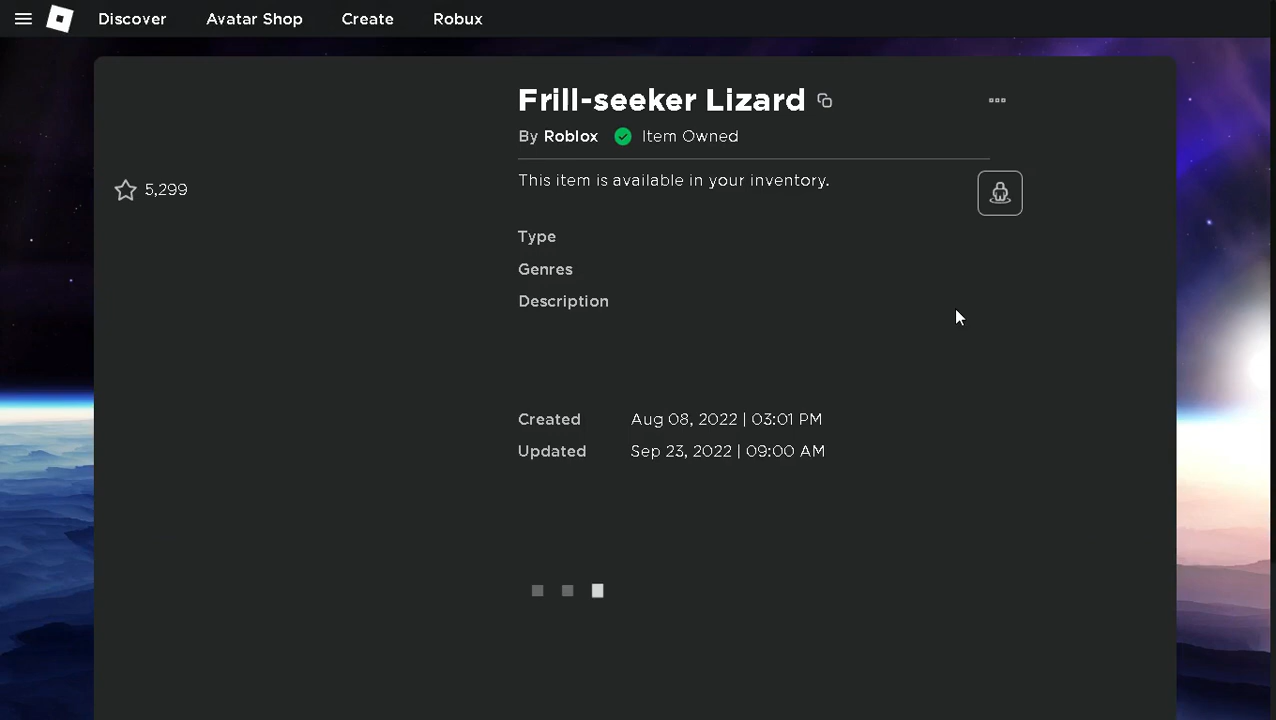 Discover Avatar Shop Create Robux
Frill-seeker Lizard
By Roblox Item Owned
This item is available in your inventory.
5,299
Type
Genres
Description
Created Aug 08, 2022 | 03:01 PM
Updated Sep 23, 2022 | 09:00 AM